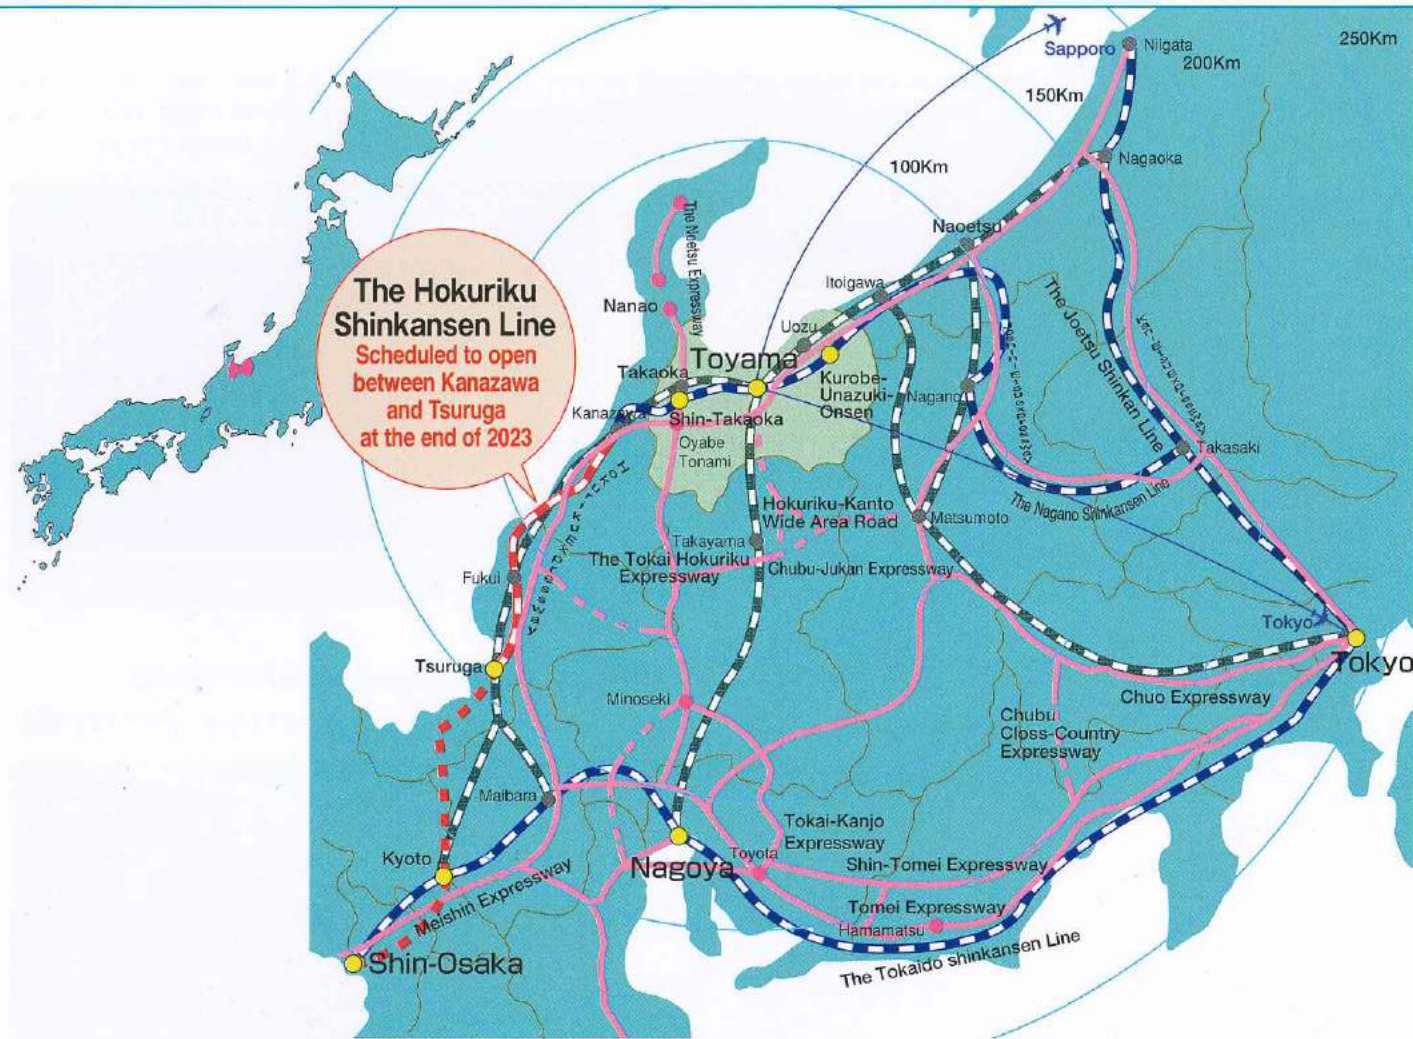 250Km
Sapporo
Niigata
200Km
150Km
Nagaoka
100Km
The Noetsu Expressway
Naoetsu
The Hokuriku
Shinkansen Line
Scheduled to open
between Kanazawa
and Tsuruga
at the end of 2023
Itoigawa
Nanao
Uozu
The Joetsu Shinkan Line
Toyama
Takaoka
Kurobe-
Unazuki-
Onsen
Nagano
Kanazawa
Shin-Takaoka
Oyabe
Tonami
Takasaki
Hokuriku Expressway
The Nagano Shinkansen Line
Hokuriku-Kanto
Wide Area Road
Matsumoto
Takayama
The Tokai Hokuriku
Expressway
Chubu-Jukan Expressway
Fukui
Tokyo
Tokyo
Tsuruga
Minoseki
Chuo Expressway
Chubu
Closs-Country
Expressway
Maibara
Tokai-Kanjo
Expressway
Kyoto
Nagoya
Toyota
Shin-Tomei Expressway
Meishin Expressway
Tomei Expressway
Hamamatsu
Shin-Osaka
The Tokaido shinkansen Line